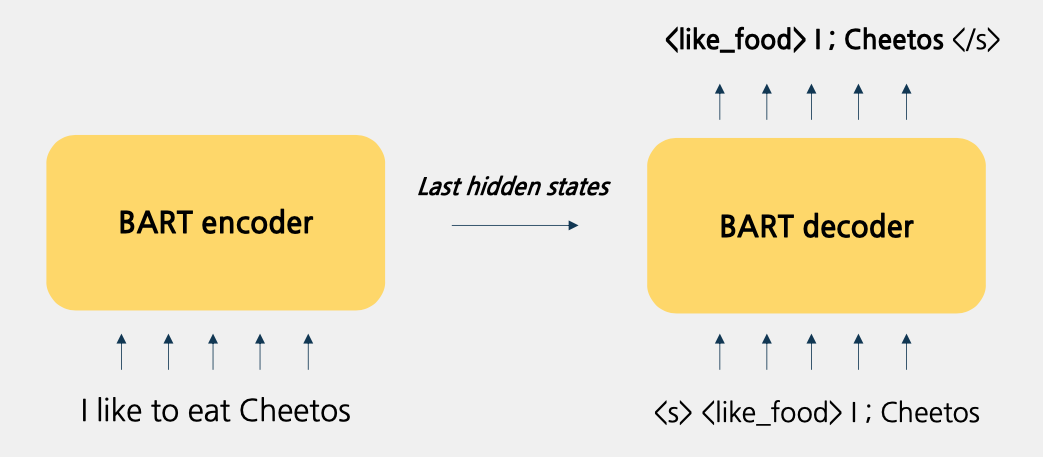 <like_food> I ; Cheetos </s>
Last hidden states
BART encoder
BART decoder
I like to eat Cheetos
<s> <like_food> I ; Cheetos